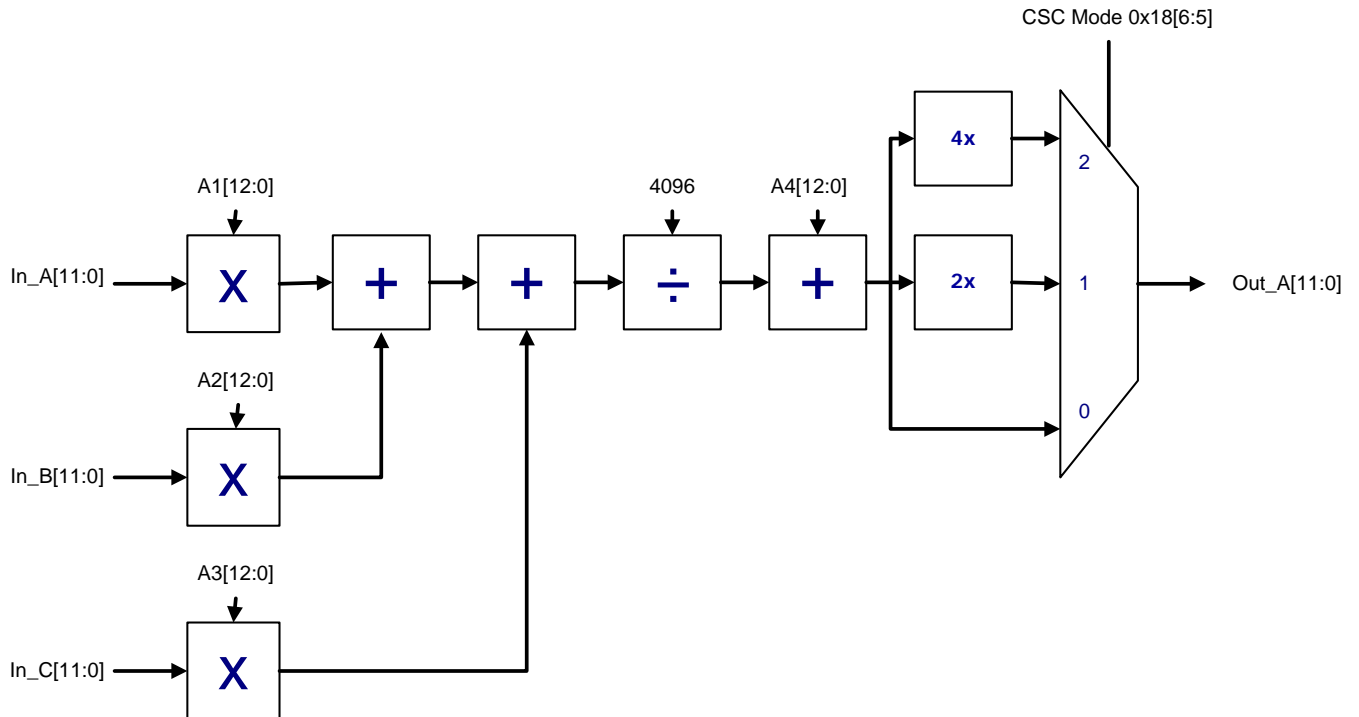 CSC Mode 0x18[6:5]
4x
2
A1[12:0]
4096
A4[12:0]
In_A[11:0]
X
+
+
÷
+
2x
1
Out_A[11:0]
A2[12:0]
0
In_B[11:0]
X
A3[12:0]
In_C[11:0]
X